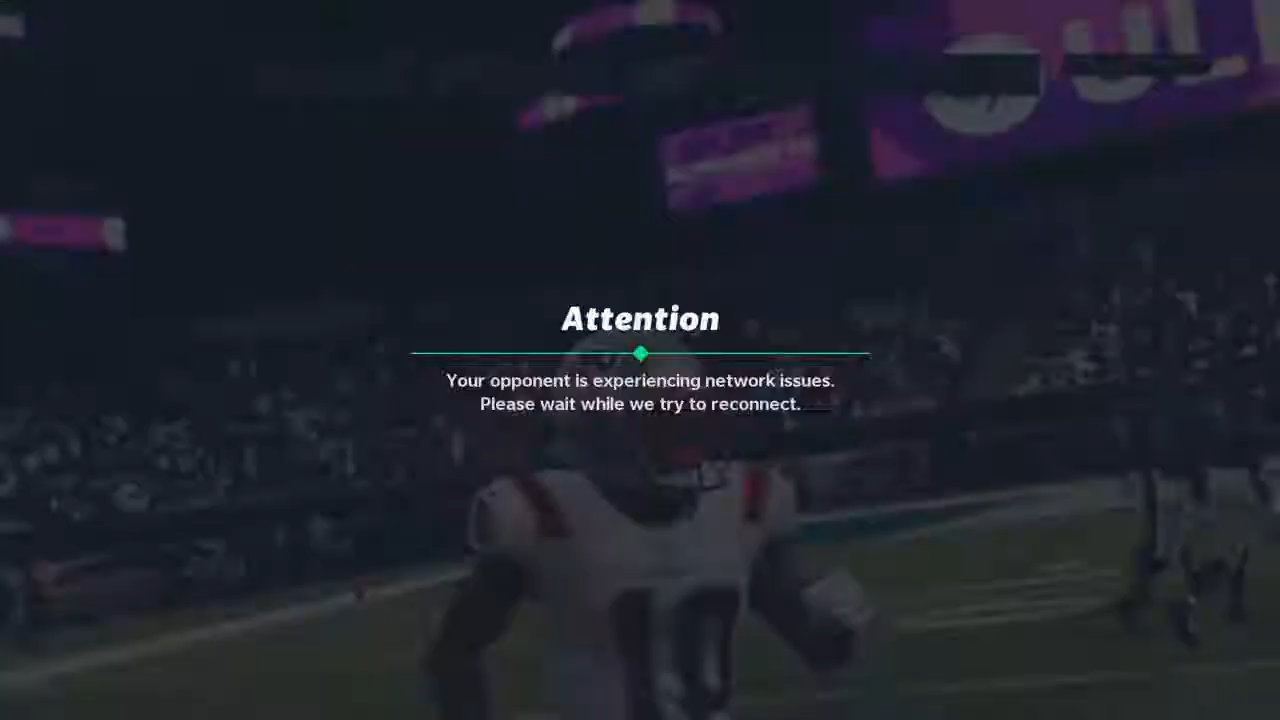 Attention
Your opponent is experiencing network issues.
Please wait while we try to reconnect.